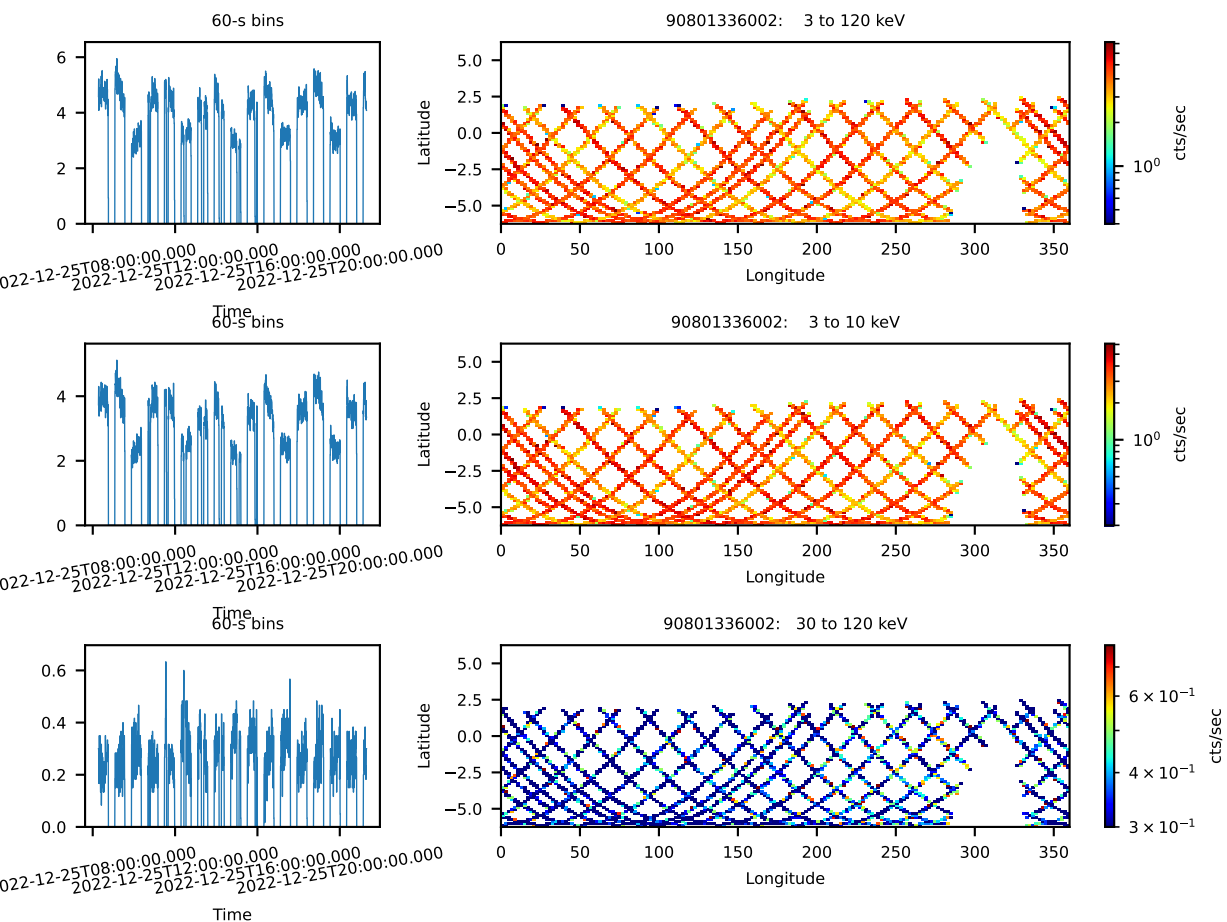 60-s bins
90801336002:    3 to 120 keV
6
4
2
0
022-12-25T08:00:00.000
2022-12-25T12:00:00.000
2022-12-25T16:00:00.000
2022-12-25T20:00:00.000
Time
Latitude
5.0
2.5
0.0
−2.5
−5.0
0 50 100 150 200 250 300 350
Longitude
10⁰
cts/sec
60-s bins
90801336002:    3 to 10 keV
4
2
0
022-12-25T08:00:00.000
2022-12-25T12:00:00.000
2022-12-25T16:00:00.000
2022-12-25T20:00:00.000
Time
Latitude
5.0
2.5
0.0
−2.5
−5.0
0 50 100 150 200 250 300 350
Longitude
10⁰
cts/sec
60-s bins
90801336002:   30 to 120 keV
0.6
0.4
0.2
0.0
022-12-25T08:00:00.000
2022-12-25T12:00:00.000
2022-12-25T16:00:00.000
2022-12-25T20:00:00.000
Time
Latitude
5.0
2.5
0.0
−2.5
−5.0
0 50 100 150 200 250 300 350
Longitude
6 × 10⁻¹
4 × 10⁻¹
3 × 10⁻¹
cts/sec